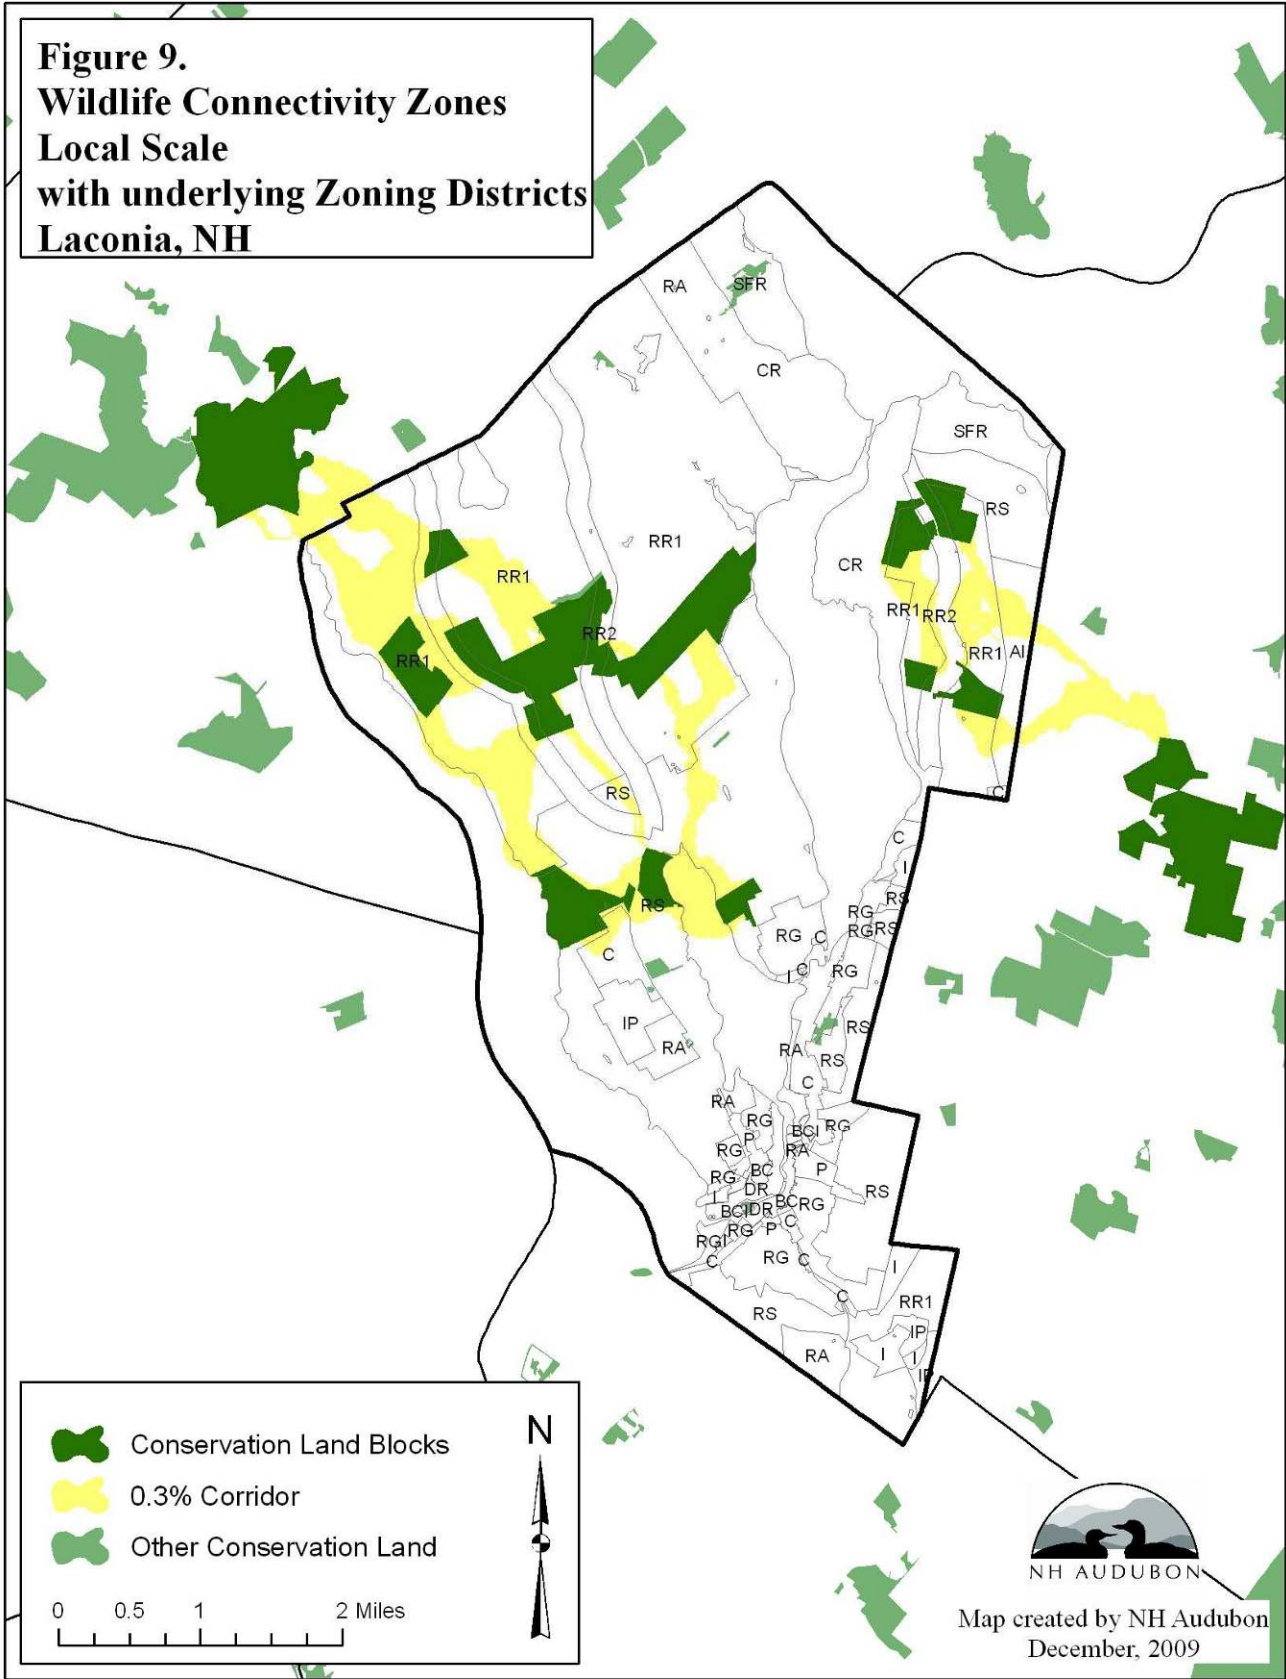 Figure 9.
Wildlife Connectivity Zones
Local Scale
with underlying Zoning Districts
Laconia, NH
RA
SFR
CR
SFR
RS
RR1
CR
RR1
RR1
RR2
RR2
RR1
RR1
AI
RS
C
C
I
RS
RS
RG
RG
RS
RG
C
C
I
C
RG
IP
RS
RA
RA
RS
C
RA
RG
BCI
RG
P
RG
RA
BC
P
RG
DR
RS
I
BC
RG
BCI
DR
C
RG
P
RGI
RG
C
C
I
C
RR1
RS
IP
RA
I
I
N
Conservation Land Blocks
0.3% Corridor
Other Conservation Land
0 0.5 1 2 Miles
NH AUDUBON
Map created by NH Audubon
December, 2009